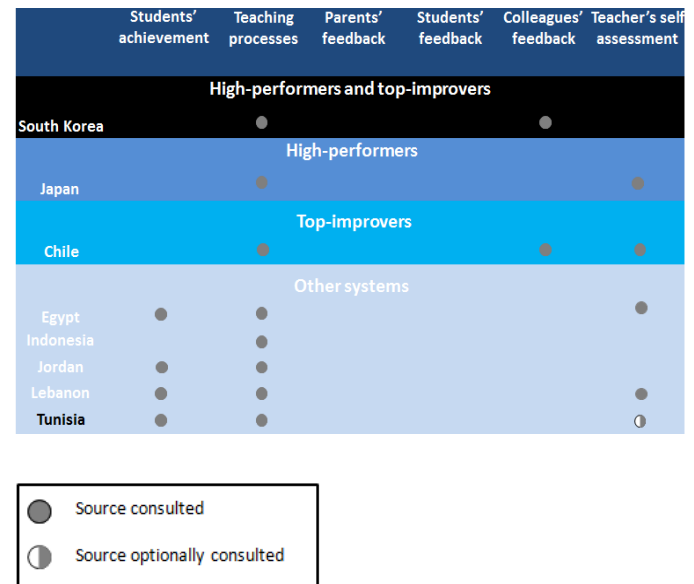 Students’ Teaching Parents’ Students’ Colleagues’ Teacher’s self
achievement processes feedback feedback feedback assessment
High-performers and top-improvers
South Korea
High-performers
Japan
Top-improvers
Chile
Other systems
Egypt
Indonesia
Jordan
Lebanon
Tunisia
Source consulted
Source optionally consulted